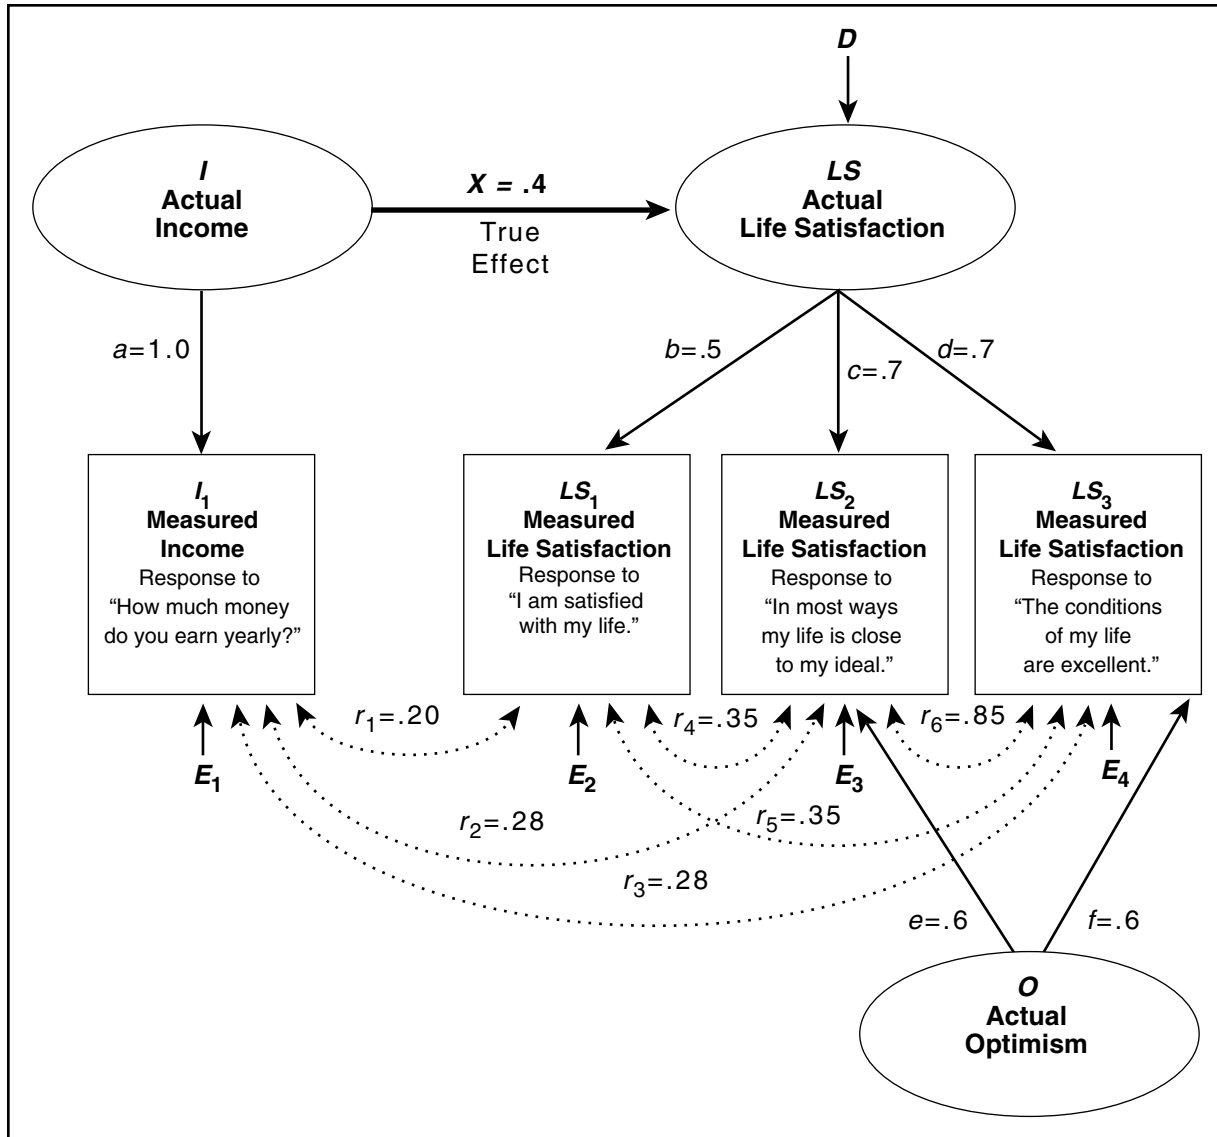 D
I
Actual
Income
X = .4
True
Effect
LS
Actual
Life Satisfaction
a=1.0
b=.5
c=.7
d=.7
I1
Measured
Income
Response to
“How much money
do you earn yearly?”
LS1
Measured
Life Satisfaction
Response to
“I am satisfied
with my life.”
LS2
Measured
Life Satisfaction
Response to
“In most ways
my life is close
to my ideal.”
LS3
Measured
Life Satisfaction
Response to
“The conditions
of my life
are excellent.”
r1=.20
r4=.35
r6=.85
E1
E2
E3
E4
r2=.28
r5=.35
r3=.28
e=.6
f=.6
O
Actual
Optimism